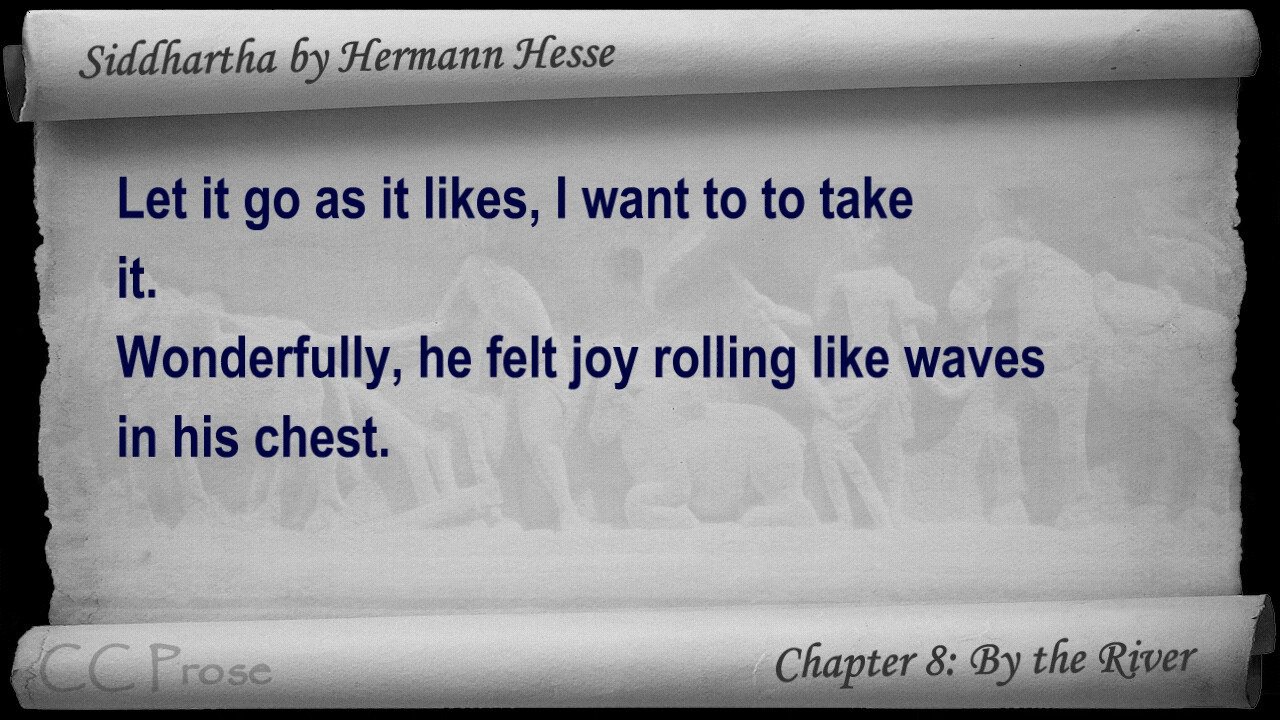 Siddhartha by Hermann Hesse
Let it go as it likes, I want to to take
it.
Wonderfully, he felt joy rolling like waves
in his chest.
CC Prose
Chapter 8: By the River